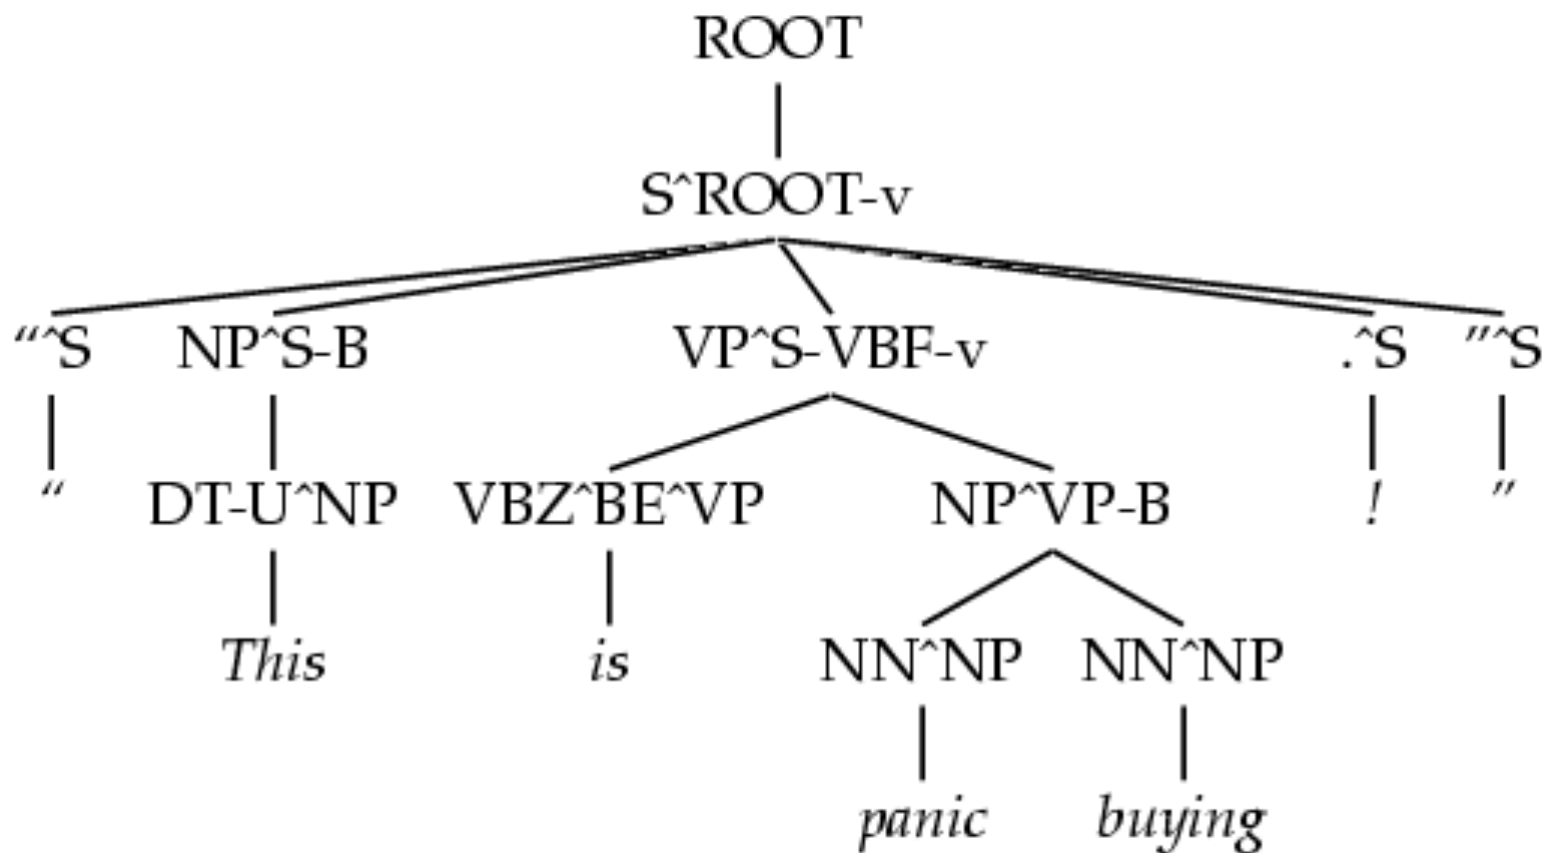 ROOT
S^ROOT-v
“^S NP^S-B VP^S-VBF-v .^S ”^S
“ DT-U^NP VBZ^BE^VP NP^VP-B ! ”
This is NN^NP NN^NP
panic buying